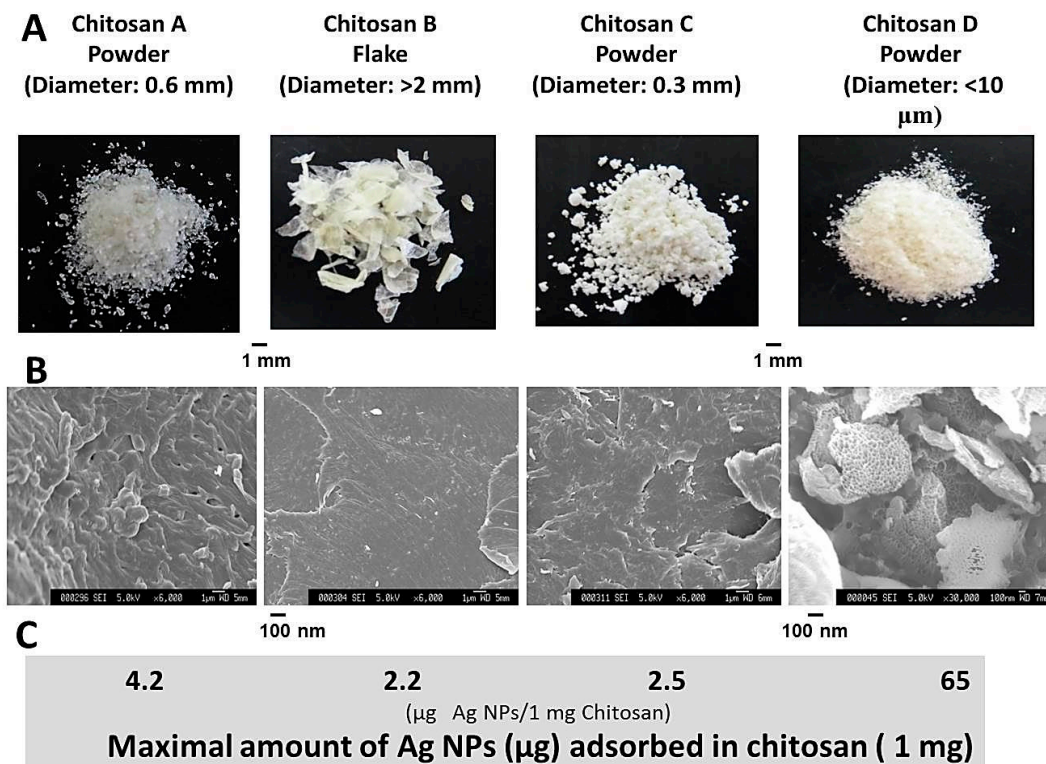 A
Chitosan A
Powder
(Diameter: 0.6 mm)
Chitosan B
Flake
(Diameter: >2 mm)
Chitosan C
Powder
(Diameter: 0.3 mm)
Chitosan D
Powder
(Diameter: <10
µm)
1 mm
1 mm
B
000296 SEI 5.0kV x6,000 1µm WD 5mm
000304 SEI 5.0kV x6,000 1µm WD 5mm
000311 SEI 5.0kV x6,000 1µm WD 6mm
000045 SEI 5.0kV x30,000 100nm WD 7mm
100 nm
100 nm
C
4.2 2.2 2.5 65
(µg Ag NPs/1 mg Chitosan)
Maximal amount of Ag NPs (µg) adsorbed in chitosan ( 1 mg)